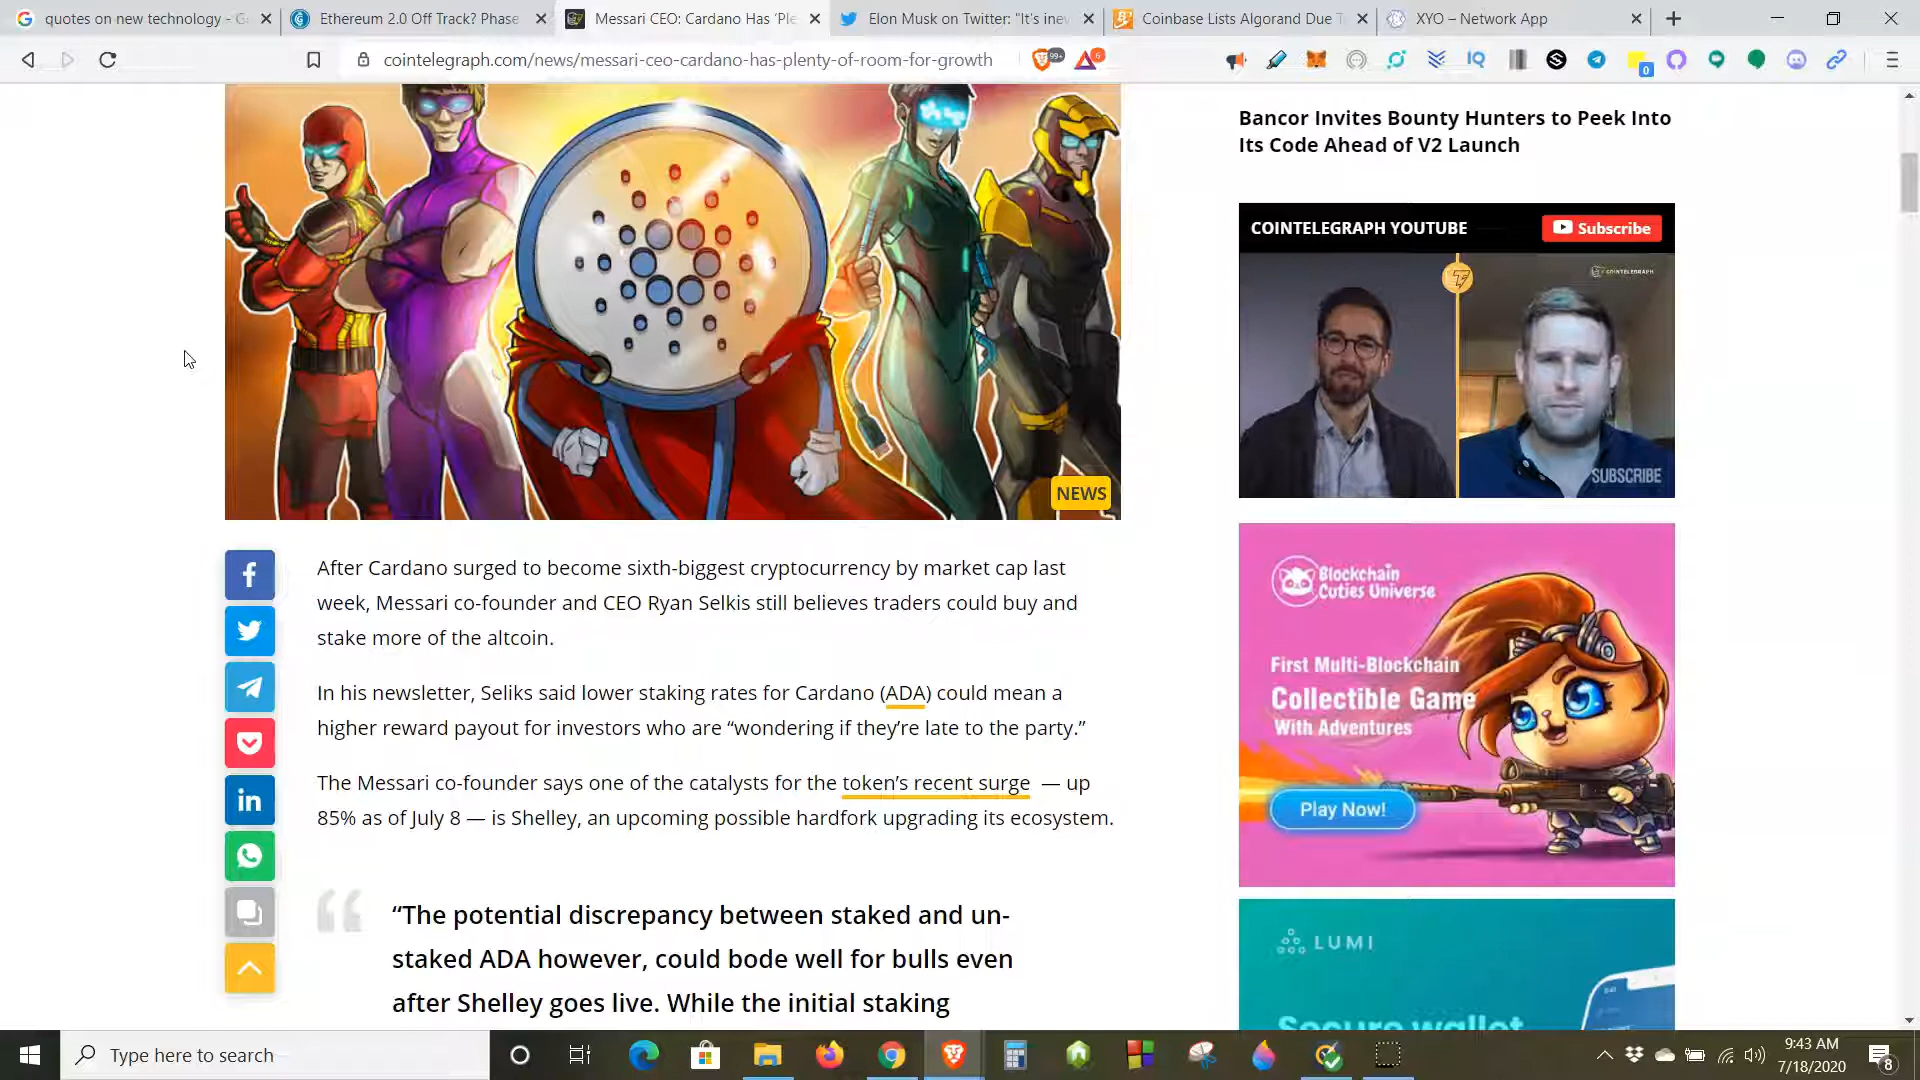 quotes on new technology - G
Ethereum 2.0 Off Track? Phase
Messari CEO: Cardano Has 'Ple
Elon Musk on Twitter: "It's inev
Coinbase Lists Algorand Due T
XYO – Network App
cointelegraph.com/news/messari-ceo-cardano-has-plenty-of-room-for-growth
99+
6
IQ
0
Bancor Invites Bounty Hunters to Peek Into
Its Code Ahead of V2 Launch
COINTELEGRAPH YOUTUBE
Subscribe
COINTELEGRAPH
SUBSCRIBE
NEWS
After Cardano surged to become sixth-biggest cryptocurrency by market cap last
week, Messari co-founder and CEO Ryan Selkis still believes traders could buy and
stake more of the altcoin.
In his newsletter, Seliks said lower staking rates for Cardano (ADA) could mean a
higher reward payout for investors who are “wondering if they’re late to the party.”
The Messari co-founder says one of the catalysts for the token’s recent surge — up
85% as of July 8 — is Shelley, an upcoming possible hardfork upgrading its ecosystem.
“The potential discrepancy between staked and un-
staked ADA however, could bode well for bulls even
after Shelley goes live. While the initial staking
Blockchain
Cuties Universe
First Multi-Blockchain
Collectible Game
With Adventures
Play Now!
LUMI
Secure wallet
Type here to search
9:43 AM
7/18/2020
8